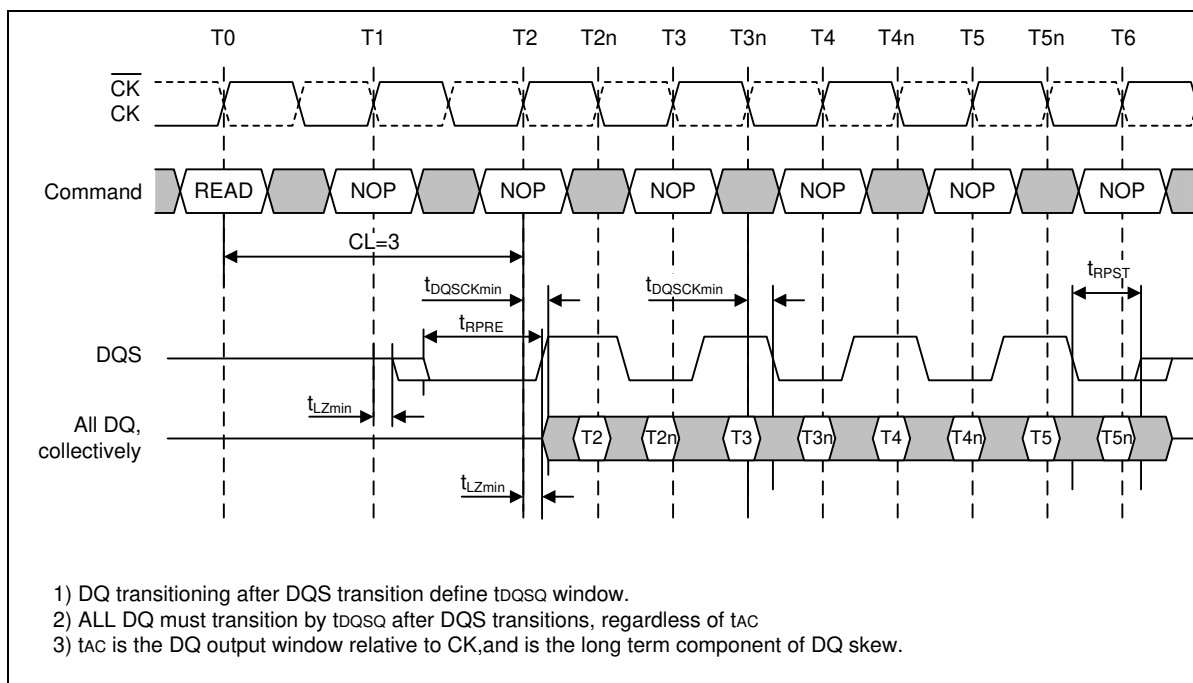 T0 T1 T2 T2n T3 T3n T4 T4n T5 T5n T6
CK
CK
Command READ NOP NOP NOP NOP NOP NOP
CL=3
tDQSCKmin tDQSCKmin tRPST
tRPRE
DQS
tLZmin
All DQ,
collectively
T2 T2n T3 T3n T4 T4n T5 T5n
tLZmin
1) DQ transitioning after DQS transition define tDQSQ window.
2) ALL DQ must transition by tDQSQ after DQS transitions, regardless of tAC
3) tAC is the DQ output window relative to CK,and is the long term component of DQ skew.